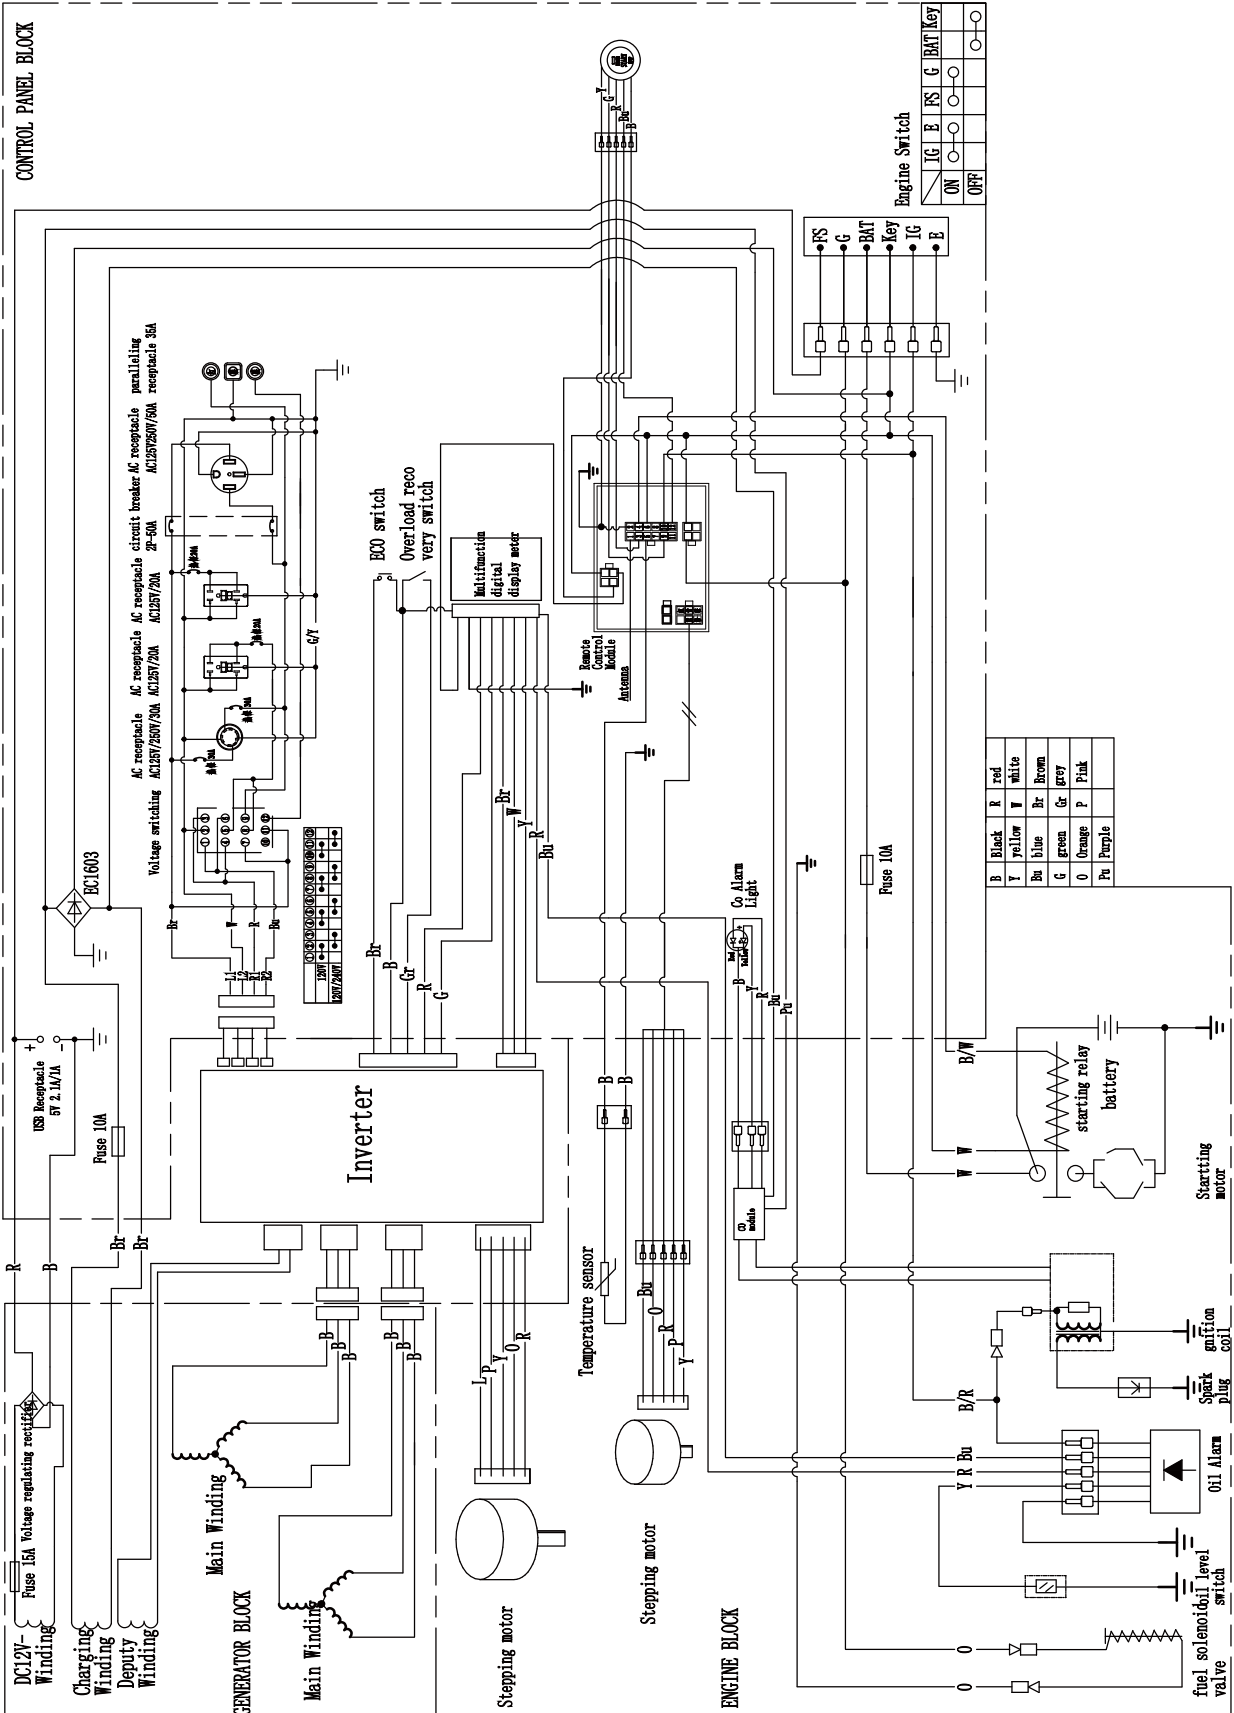 CONTROL PANEL BLOCK
Engine Switch
IG E FS G BAT Key
ON
OFF
FS
G
BAT
Key
IG
E
Y
G
R
Bu
B
paralleling
receptacle 35A
AC receptacle
AC125V250V/50A
circuit breaker
2P-50A
AC receptacle
AC125V/20A
AC receptacle
AC125V/20A
AC receptacle
AC125V/250V/30A
Voltage switching
G/Y
EC1603
ECO switch
Overload reco
very switch
Multifunction
digital
display meter
Remote
Control
Module
Antenna
120V
120V/240V
Br
W
R
Bu
L1
L2
R1
R2
Br
B
Gr
R
G
Br
W
Y
R
Bu
Co Alarm
Light
Red
B
Y
R
Bu
Pu
Fuse 10A
B Black R red
Y yellow W white
Bu blue Br Brown
G green Gr grey
O Orange P Pink
Pu Purple
USB Receptacle
5V 2.1A/1A
+
-
Fuse 10A
Inverter
B
B
CO
module
B/W
W
W
starting relay
battery
Startting
motor
R
B
Br
Br
Fuse 15A
Voltage regulating rectifier
DC12V-
Winding
Charging
Winding
Deputy
Winding
B
B
B
B
B
B
Main Winding
Main Winding
GENERATOR BLOCK
L
P
Y
O
R
Stepping motor
Temperature sensor
Bu
O
R
P
Y
Stepping motor
ENGINE BLOCK
B/R
Y R Bu
O
O
gnition
coil
Spark
plug
Oil Alarm
oil level
switch
fuel solenoid
valve